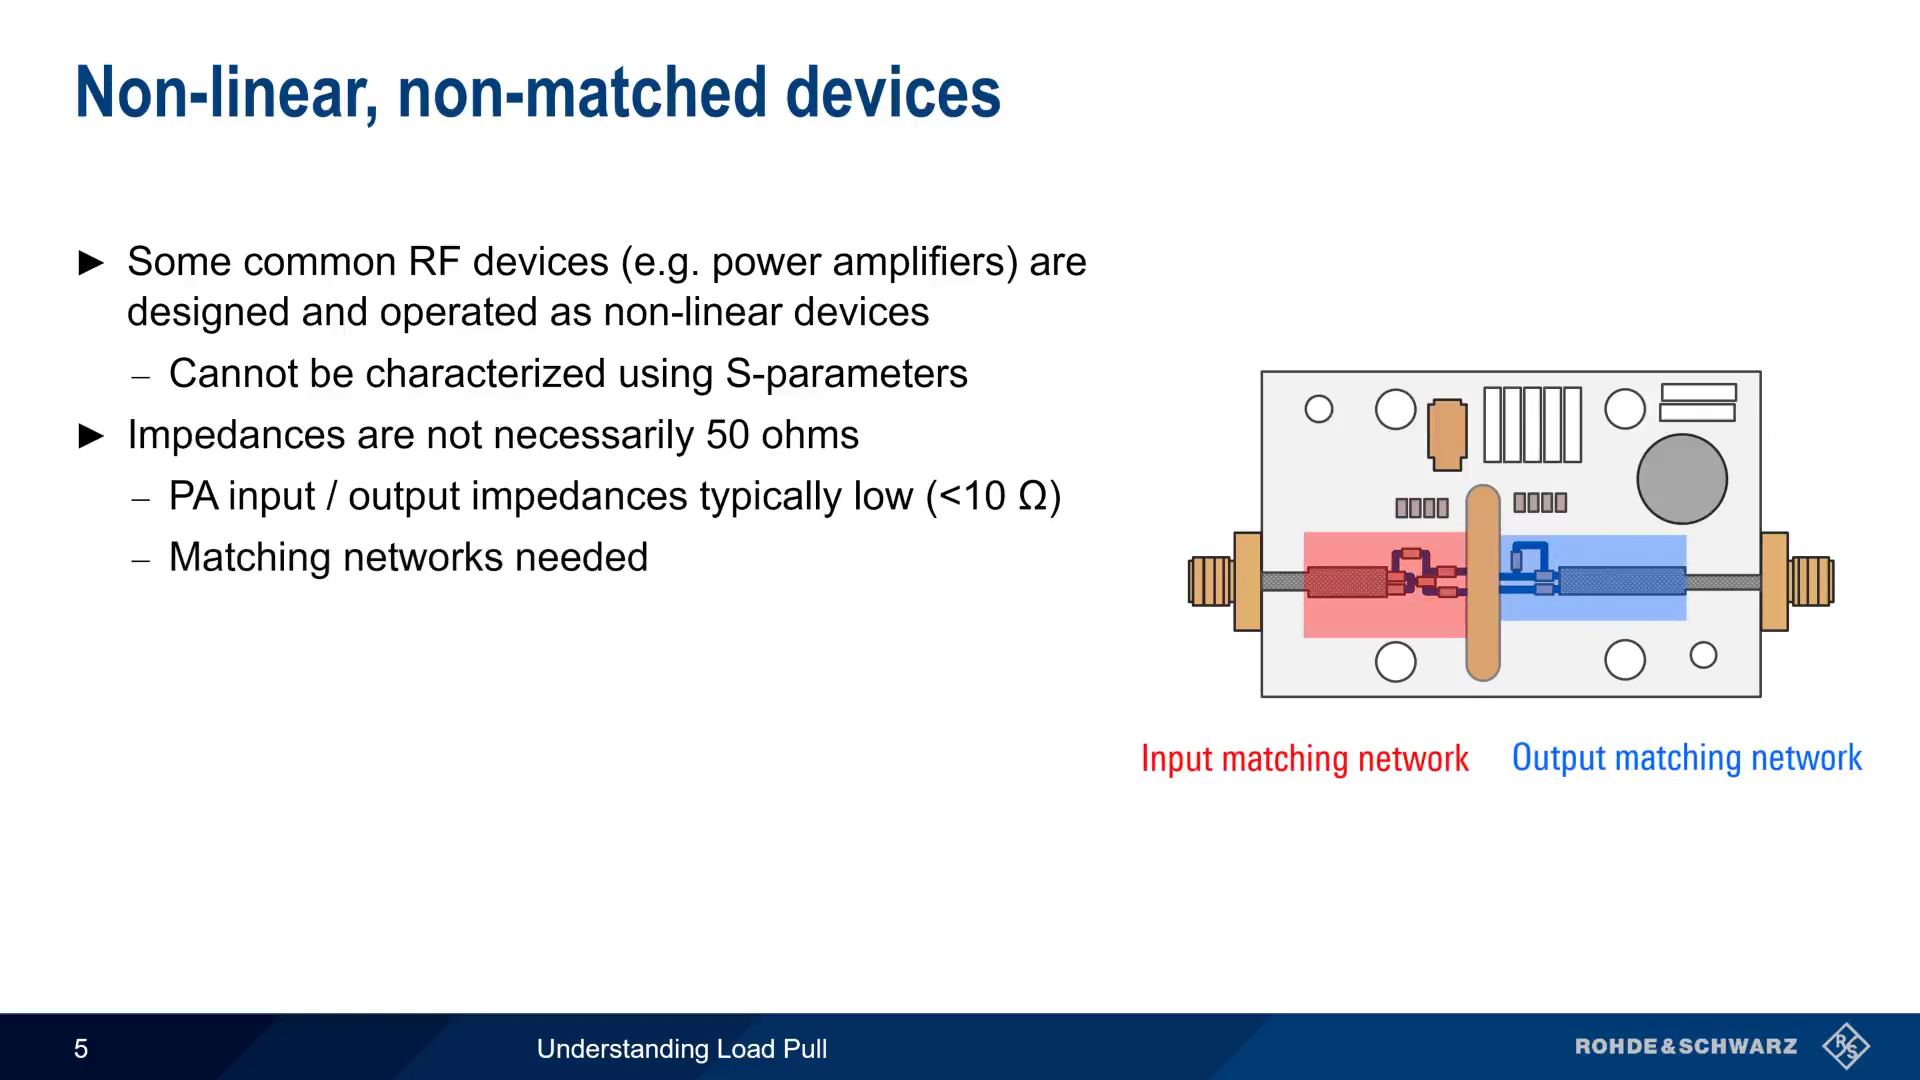 Non-linear, non-matched devices
► Some common RF devices (e.g. power amplifiers) are
designed and operated as non-linear devices
– Cannot be characterized using S-parameters
► Impedances are not necessarily 50 ohms
– PA input / output impedances typically low (<10 Ω)
– Matching networks needed
Input matching network
Output matching network
5
Understanding Load Pull
ROHDE&SCHWARZ
R&S